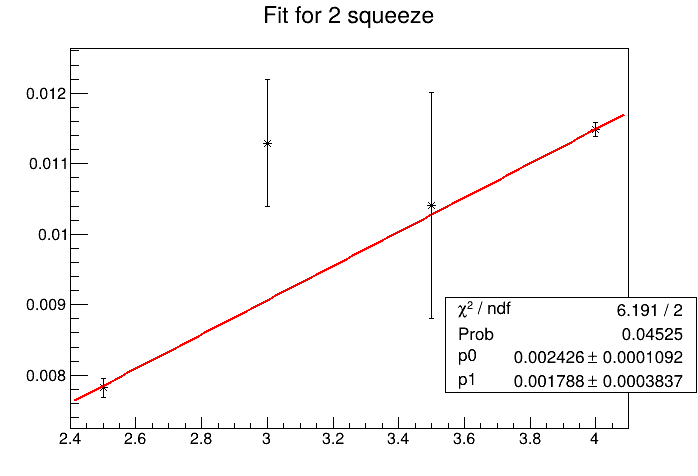 Fit for 2 squeeze
0.012
0.011
0.01
0.009
0.008
2.4 2.6 2.8 3 3.2 3.4 3.6 3.8 4
χ² / ndf 6.191 / 2
Prob 0.04525
p0 0.002426 ± 0.0001092
p1 0.001788 ± 0.0003837